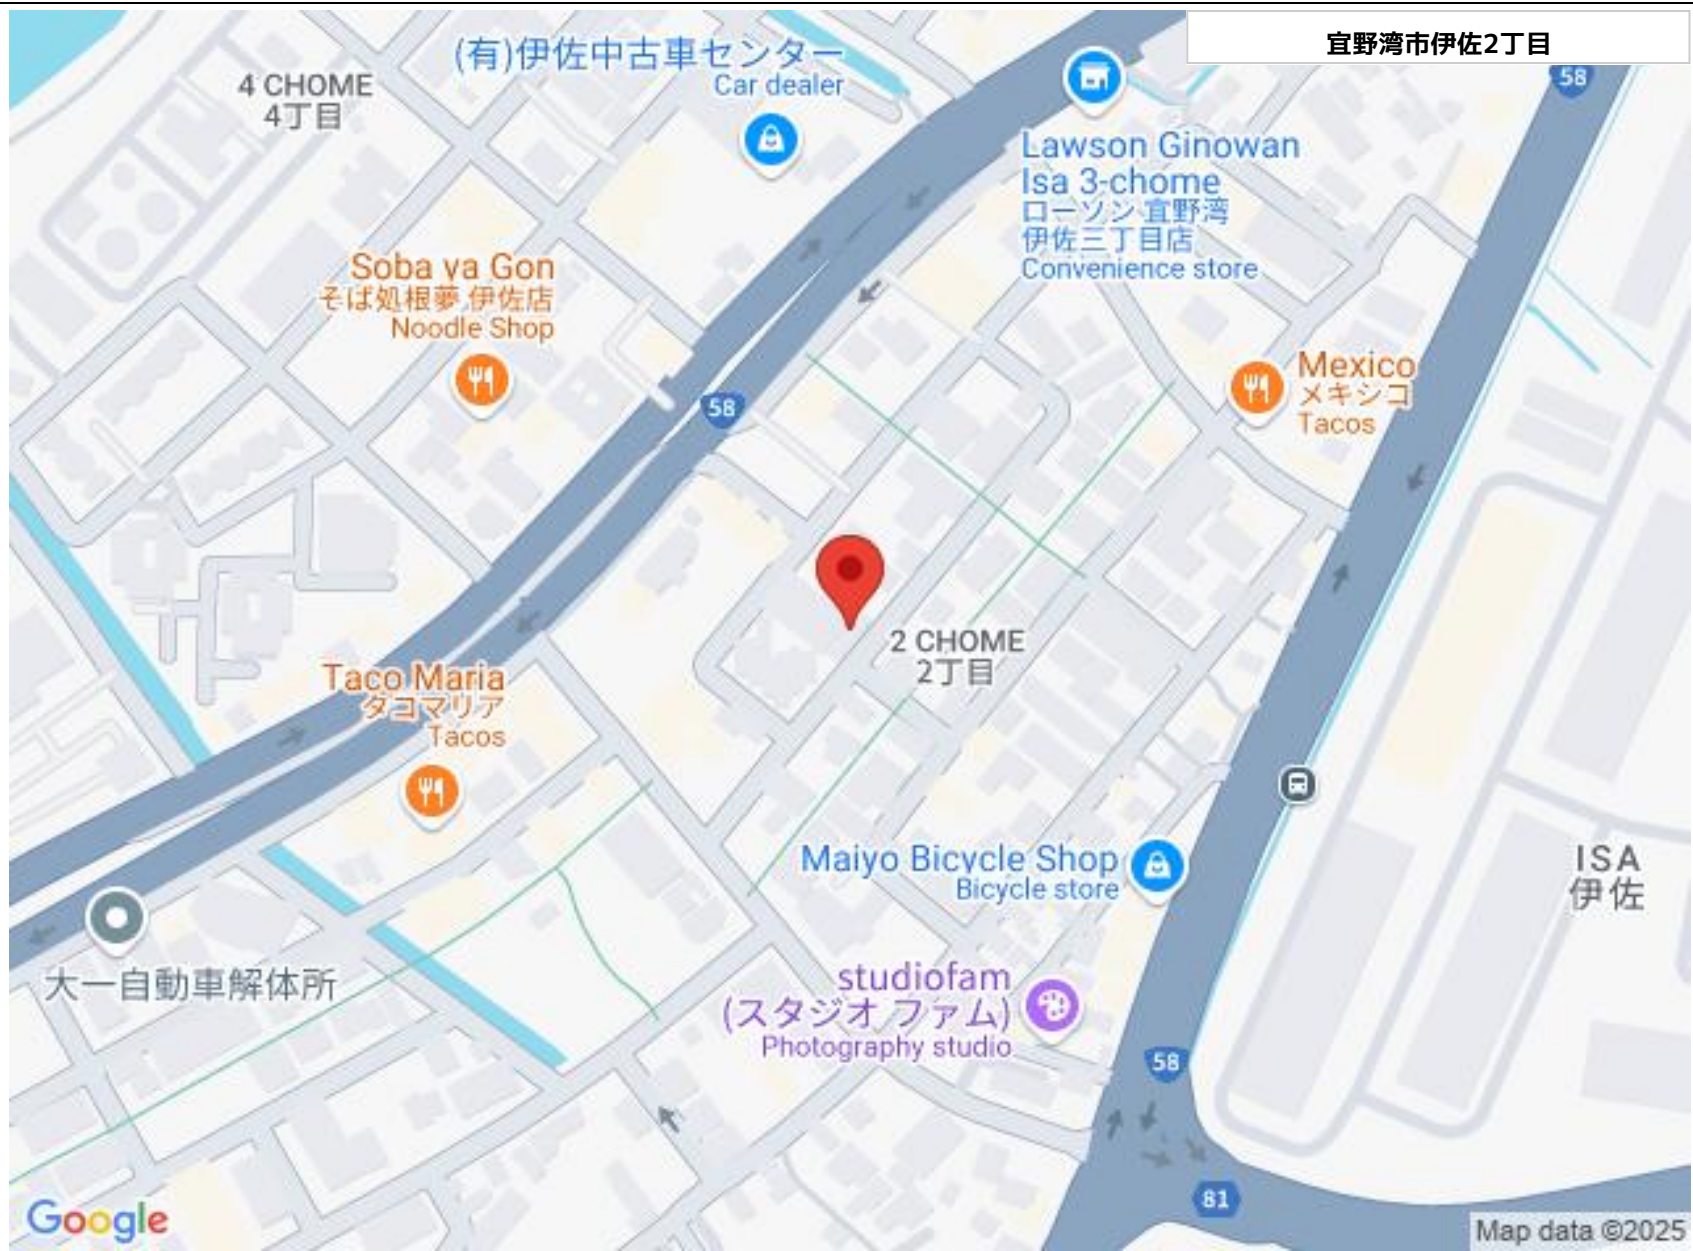 宜野湾市伊佐2丁目
(有)伊佐中古車センター
Car dealer
4 CHOME
4丁目
58
Lawson Ginowan
Isa 3-chome
ローソン 宜野湾
伊佐三丁目店
Convenience store
Soba ya Gon
そば処根夢 伊佐店
Noodle Shop
Mexico
メキシコ
Tacos
58
2 CHOME
2丁目
Taco Maria
タコマリア
Tacos
Maiyo Bicycle Shop
Bicycle store
ISA
伊佐
大一自動車解体所
studiofam
(スタジオ ファム)
Photography studio
58
81
Google
Map data ©2025